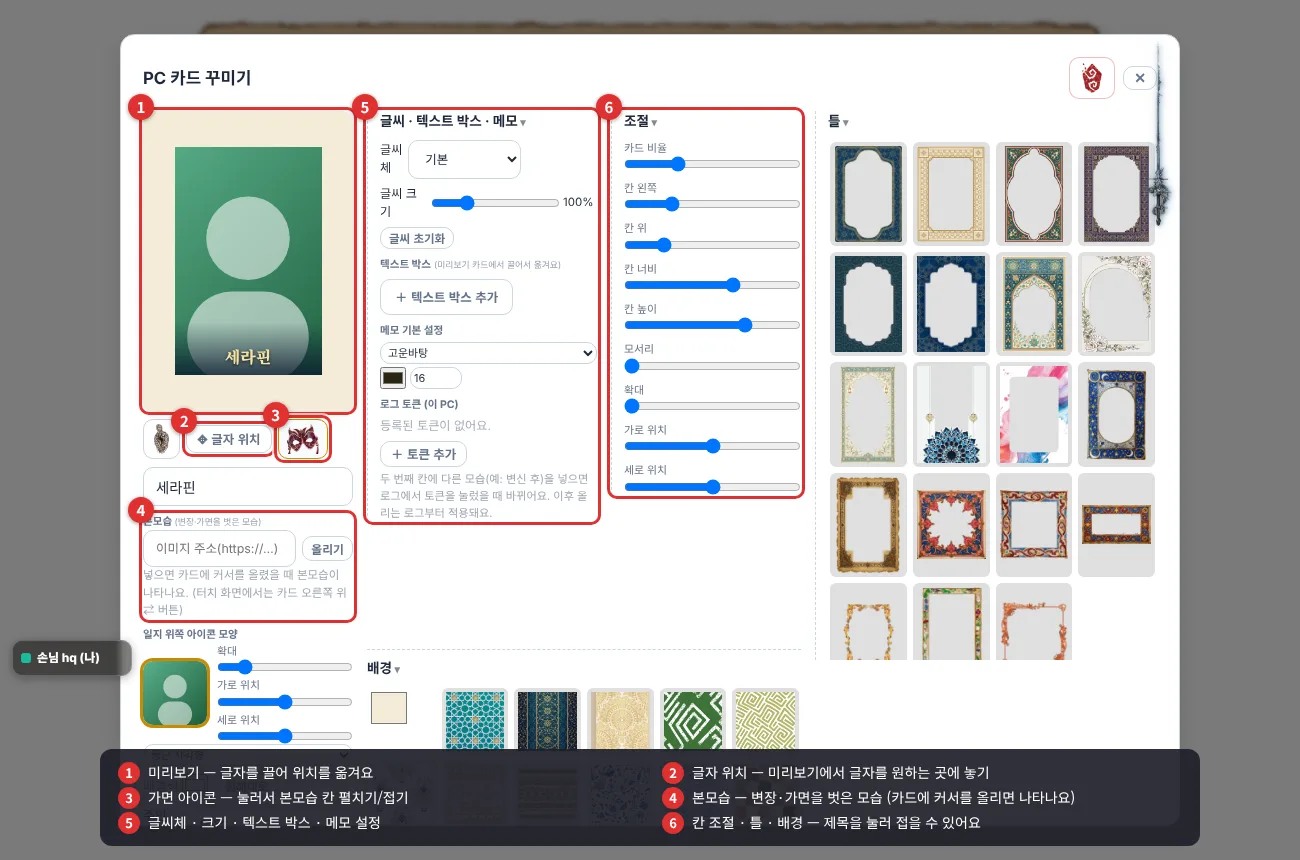 PC 카드 꾸미기
✕
1
5
6
글씨 · 텍스트 박스 · 메모 ▾
조절 ▾
틀 ▾
글씨
체
기본
글씨 크
기
100%
글씨 초기화
텍스트 박스 (미리보기 카드에서 끌어서 옮겨요)
+ 텍스트 박스 추가
메모 기본 설정
고운바탕
16
로그 토큰 (이 PC)
등록된 토큰이 없어요.
+ 토큰 추가
두 번째 칸에 다른 모습(예: 변신 후)을 넣으면
로그에서 토큰을 눌렀을 때 바뀌어요. 이후 올
리는 로그부터 적용돼요.
카드 비율
칸 왼쪽
칸 위
칸 너비
칸 높이
모서리
확대
가로 위치
세로 위치
세라핀
2
3
✥ 글자 위치
세라핀
4
본모습 (변장·가면을 벗은 모습)
이미지 주소(https://...)
올리기
넣으면 카드에 커서를 올렸을 때 본모습이
나타나요. (터치 화면에서는 카드 오른쪽 위
⇄ 버튼)
일지 위쪽 아이콘 모양
확대
가로 위치
세로 위치
손님 hq (나)
배경 ▾
1 미리보기 — 글자를 끌어 위치를 옮겨요
2 글자 위치 — 미리보기에서 글자를 원하는 곳에 놓기
3 가면 아이콘 — 눌러서 본모습 칸 펼치기/접기
4 본모습 — 변장·가면을 벗은 모습 (카드에 커서를 올리면 나타나요)
5 글씨체 · 크기 · 텍스트 박스 · 메모 설정
6 칸 조절 · 틀 · 배경 — 제목을 눌러 접을 수 있어요